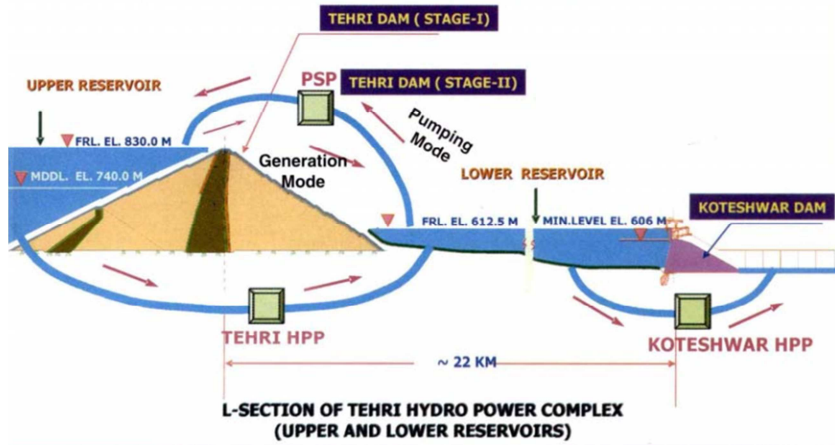 TEHRI DAM ( STAGE-I)
UPPER RESERVOIR
PSP
TEHRI DAM ( STAGE-II)
FRL. EL. 830.0 M
Pumping
Mode
Generation
Mode
MDDL. EL. 740.0 M
LOWER RESERVOIR
KOTESHWAR DAM
FRL. EL. 612.5 M
MIN.LEVEL EL. 606 M
TEHRI HPP
KOTESHWAR HPP
~ 22 KM
L-SECTION OF TEHRI HYDRO POWER COMPLEX
(UPPER AND LOWER RESERVOIRS)